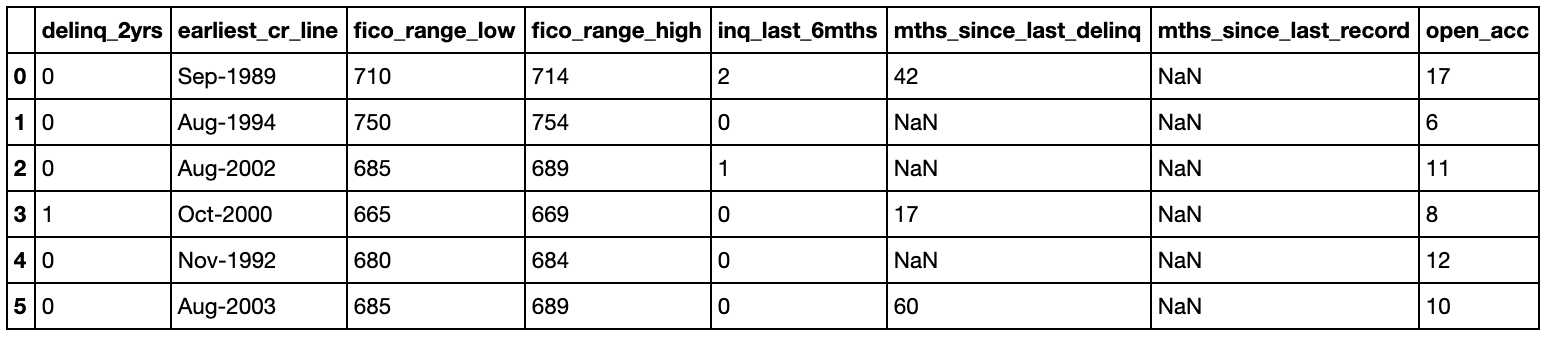 delinq_2yrs earliest_cr_line fico_range_low fico_range_high inq_last_6mths mths_since_last_delinq mths_since_last_record open_acc
0 0 Sep-1989 710 714 2 42 NaN 17
1 0 Aug-1994 750 754 0 NaN NaN 6
2 0 Aug-2002 685 689 1 NaN NaN 11
3 1 Oct-2000 665 669 0 17 NaN 8
4 0 Nov-1992 680 684 0 NaN NaN 12
5 0 Aug-2003 685 689 0 60 NaN 10